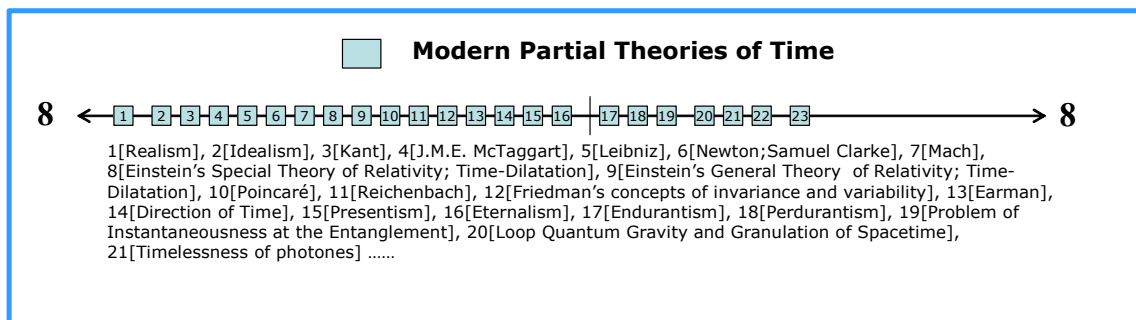 Modern Partial Theories of Time
8 1 2 3 4 5 6 7 8 9 10 11 12 13 14 15 16 17 18 19 20 21 22 23 8
1[Realism], 2[Idealism], 3[Kant], 4[J.M.E. McTaggart], 5[Leibniz], 6[Newton;Samuel Clarke], 7[Mach],
8[Einstein's Special Theory of Relativity; Time-Dilatation], 9[Einstein's General Theory of Relativity; Time-
Dilatation], 10[Poincaré], 11[Reichenbach], 12[Friedman's concepts of invariance and variability], 13[Earman],
14[Direction of Time], 15[Presentism], 16[Eternalism], 17[Endurantism], 18[Perdurantism], 19[Problem of
Instantaneousness at the Entanglement], 20[Loop Quantum Gravity and Granulation of Spacetime],
21[Timelessness of photones] ......